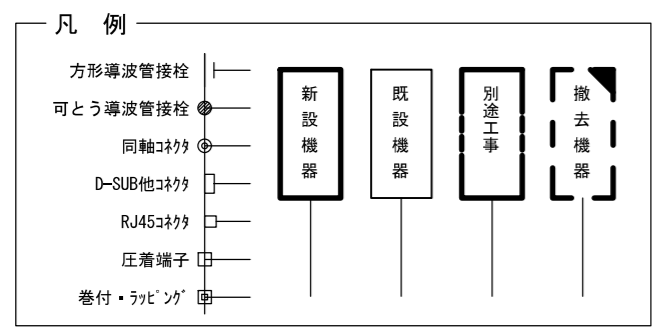 凡 例
方形導波管接栓
可とう導波管接栓
同軸ｺﾈｸﾀ
D-SUB他ｺﾈｸﾀ
RJ45ｺﾈｸﾀ
圧着端子
巻付・ﾗｯﾋﾟﾝｸﾞ
新設機器
既設機器
別途工事
撤去機器